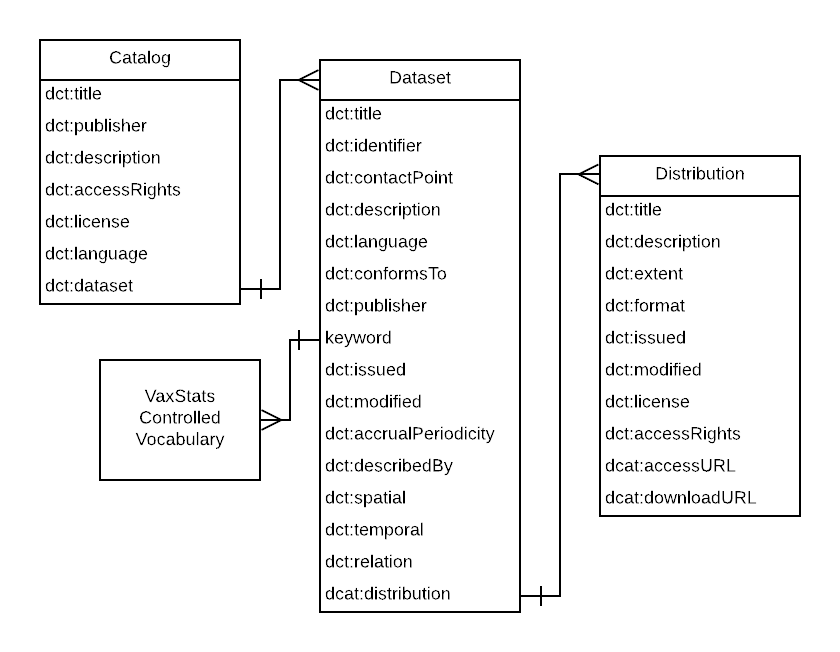 Catalog
dct:title
dct:publisher
dct:description
dct:accessRights
dct:license
dct:language
dct:dataset
VaxStats
Controlled
Vocabulary
Dataset
dct:title
dct:identifier
dct:contactPoint
dct:description
dct:language
dct:conformsTo
dct:publisher
keyword
dct:issued
dct:modified
dct:accrualPeriodicity
dct:describedBy
dct:spatial
dct:temporal
dct:relation
dcat:distribution
Distribution
dct:title
dct:description
dct:extent
dct:format
dct:issued
dct:modified
dct:license
dct:accessRights
dcat:accessURL
dcat:downloadURL